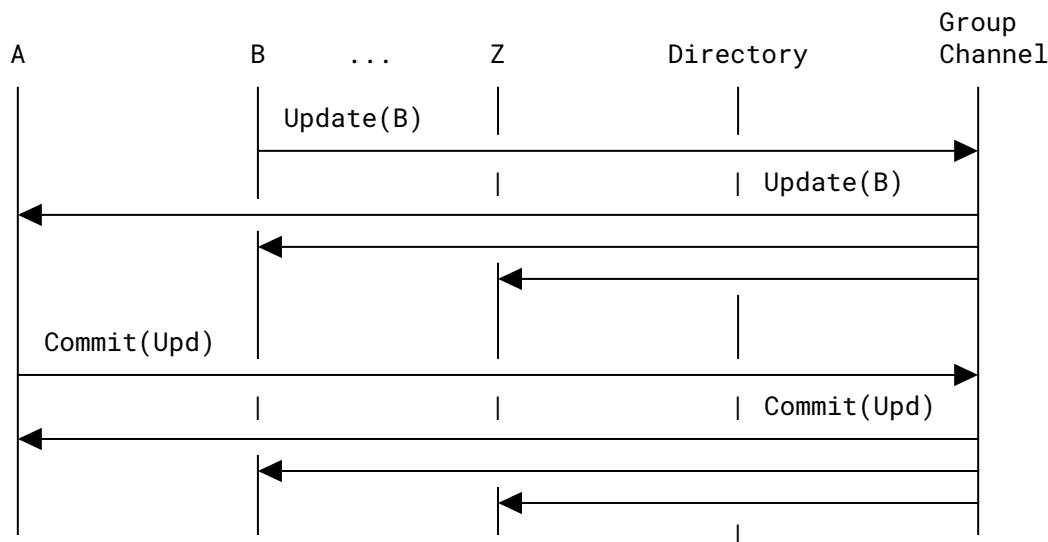 Group
A B ... Z Directory Channel
Update(B)
Update(B)
Commit(Upd)
Commit(Upd)